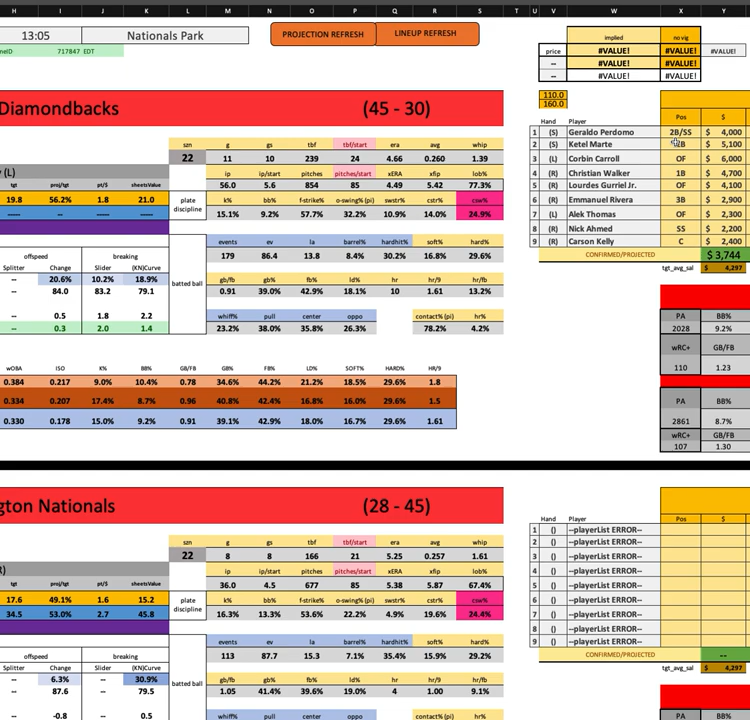 H I J K L M N O P Q R S T U V W X Y
13:05 Nationals Park PROJECTION REFRESH LINEUP REFRESH implied no vig
717847 EDT price #VALUE! #VALUE! #VALUE!
-- #VALUE! #VALUE!
-- #VALUE! #VALUE!
110.0
160.0
Diamondbacks (45 - 30) Pos $
Hand Player
1 (S) Geraldo Perdomo 2B/SS $ 4,000
2 (S) Ketel Marte $ 5,100
3 (L) Corbin Carroll OF $ 6,000
4 (R) Christian Walker 1B $ 4,700
5 (R) Lourdes Gurriel Jr. OF $ 4,100
6 (R) Emmanuel Rivera 3B $ 2,900
7 (L) Alek Thomas OF $ 2,300
8 (R) Nick Ahmed SS $ 2,200
9 (R) Carson Kelly C $ 2,400
CONFIRMED/PROJECTED $ 3,744
tgt_avg_sal $ 4,297
szn g gs tbf tbf/start era avg whip
22 11 10 239 24 4.66 0.260 1.39
(L) ip ip/start pitches pitches/start xERA xfip lob%
tgt proj/tgt pt/$ sheetsValue 56.0 5.6 854 85 4.49 5.42 77.3%
19.8 56.2% 1.8 21.0 plate discipline k% bb% f-strike% o-swing% (pi) swstr% cstr% csw%
----- -- ----- ----- 15.1% 9.2% 57.7% 32.2% 10.9% 14.0% 24.9%
events ev la barrel% hardhit% soft% hard%
offspeed breaking 179 86.4 13.8 8.4% 30.2% 16.8% 29.6%
Splitter Change Slider (KN)Curve
-- 20.6% 10.2% 18.9% batted ball gb/fb gb% fb% ld% hr hr/9 hr/fb
-- 84.0 83.2 79.1 0.91 39.0% 42.9% 18.1% 10 1.61 13.2%
-- 0.5 1.8 2.2 whiff% pull center oppo contact% (pi) hr%
-- 0.3 2.0 1.4 23.2% 38.0% 35.8% 26.3% 78.2% 4.2%
PA BB%
2028 9.2%
wRC+ GB/FB
110 1.23
wOBA ISO K% BB% GB/FB GB% FB% LD% SOFT% HARD% HR/9
0.384 0.217 9.0% 10.4% 0.78 34.6% 44.2% 21.2% 18.5% 29.6% 1.8
0.334 0.207 17.4% 8.7% 0.96 40.8% 42.4% 16.8% 16.0% 29.6% 1.5
0.330 0.178 15.0% 9.2% 0.91 39.1% 42.9% 18.0% 16.7% 29.6% 1.61
PA BB%
2861 8.7%
wRC+ GB/FB
107 1.30
gton Nationals (28 - 45)
Hand Player Pos $
1 () --playerList ERROR--
2 () --playerList ERROR--
3 () --playerList ERROR--
4 () --playerList ERROR--
5 () --playerList ERROR--
6 () --playerList ERROR--
7 () --playerList ERROR--
8 () --playerList ERROR--
9 () --playerList ERROR--
CONFIRMED/PROJECTED --
tgt_avg_sal $ 4,297
szn g gs tbf tbf/start era avg whip
22 8 8 166 21 5.25 0.257 1.61
ip ip/start pitches pitches/start xERA xfip lob%
tgt proj/tgt pt/$ sheetsValue 36.0 4.5 677 85 5.38 5.87 67.4%
17.6 49.1% 1.6 15.2 plate discipline k% bb% f-strike% o-swing% (pi) swstr% cstr% csw%
34.5 53.0% 2.7 45.8 16.3% 13.3% 53.6% 22.2% 4.9% 19.6% 24.4%
events ev la barrel% hardhit% soft% hard%
offspeed breaking 113 87.7 15.3 7.1% 35.4% 15.9% 29.2%
Splitter Change Slider (KN)Curve
-- 6.3% -- 30.9% batted ball gb/fb gb% fb% ld% hr hr/9 hr/fb
-- 87.6 -- 79.5 1.05 41.4% 39.6% 19.0% 4 1.00 9.1%
-- -0.8 -- 0.5 whiff% pull center oppo contact% (pi) hr%